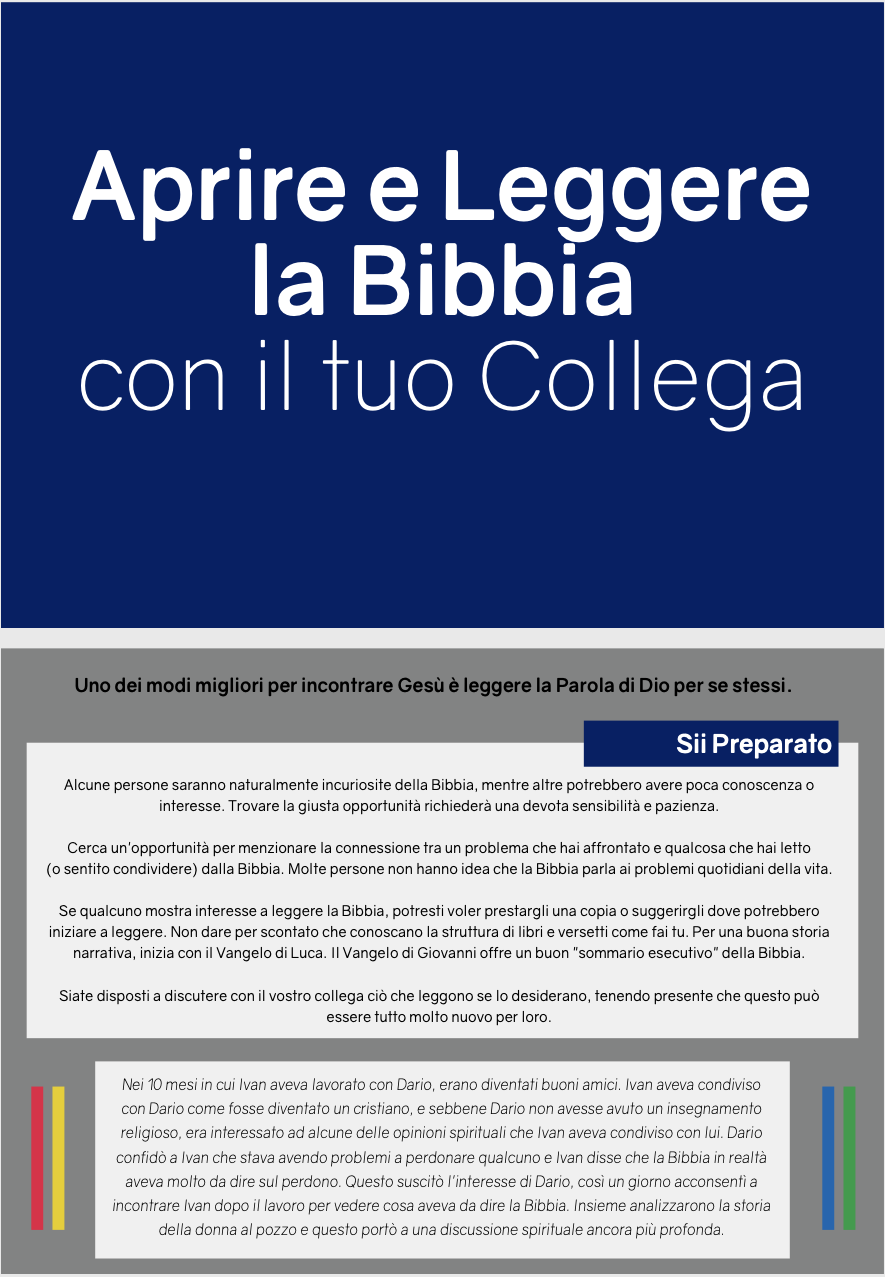 Aprire e Leggere
la Bibbia
con il tuo Collega
Uno dei modi migliori per incontrare Gesù è leggere la Parola di Dio per se stessi.
Sii Preparato
Alcune persone saranno naturalmente incuriosite della Bibbia, mentre altre potrebbero avere poca conoscenza o
interesse. Trovare la giusta opportunità richiederà una devota sensibilità e pazienza.
Cerca un'opportunità per menzionare la connessione tra un problema che hai affrontato e qualcosa che hai letto
(o sentito condividere) dalla Bibbia. Molte persone non hanno idea che la Bibbia parla ai problemi quotidiani della vita.
Se qualcuno mostra interesse a leggere la Bibbia, potresti voler prestargli una copia o suggerirgli dove potrebbero
iniziare a leggere. Non dare per scontato che conoscano la struttura di libri e versetti come fai tu. Per una buona storia
narrativa, inizia con il Vangelo di Luca. Il Vangelo di Giovanni offre un buon "sommario esecutivo" della Bibbia.
Siate disposti a discutere con il vostro collega ciò che leggono se lo desiderano, tenendo presente che questo può
essere tutto molto nuovo per loro.
Nei 10 mesi in cui Ivan aveva lavorato con Dario, erano diventati buoni amici. Ivan aveva condiviso
con Dario come fosse diventato un cristiano, e sebbene Dario non avesse avuto un insegnamento
religioso, era interessato ad alcune delle opinioni spirituali che Ivan aveva condiviso con lui. Dario
confidò a Ivan che stava avendo problemi a perdonare qualcuno e Ivan disse che la Bibbia in realtà
aveva molto da dire sul perdono. Questo suscitò l'interesse di Dario, così un giorno acconsentì a
incontrare Ivan dopo il lavoro per vedere cosa aveva da dire la Bibbia. Insieme analizzarono la storia
della donna al pozzo e questo portò a una discussione spirituale ancora più profonda.